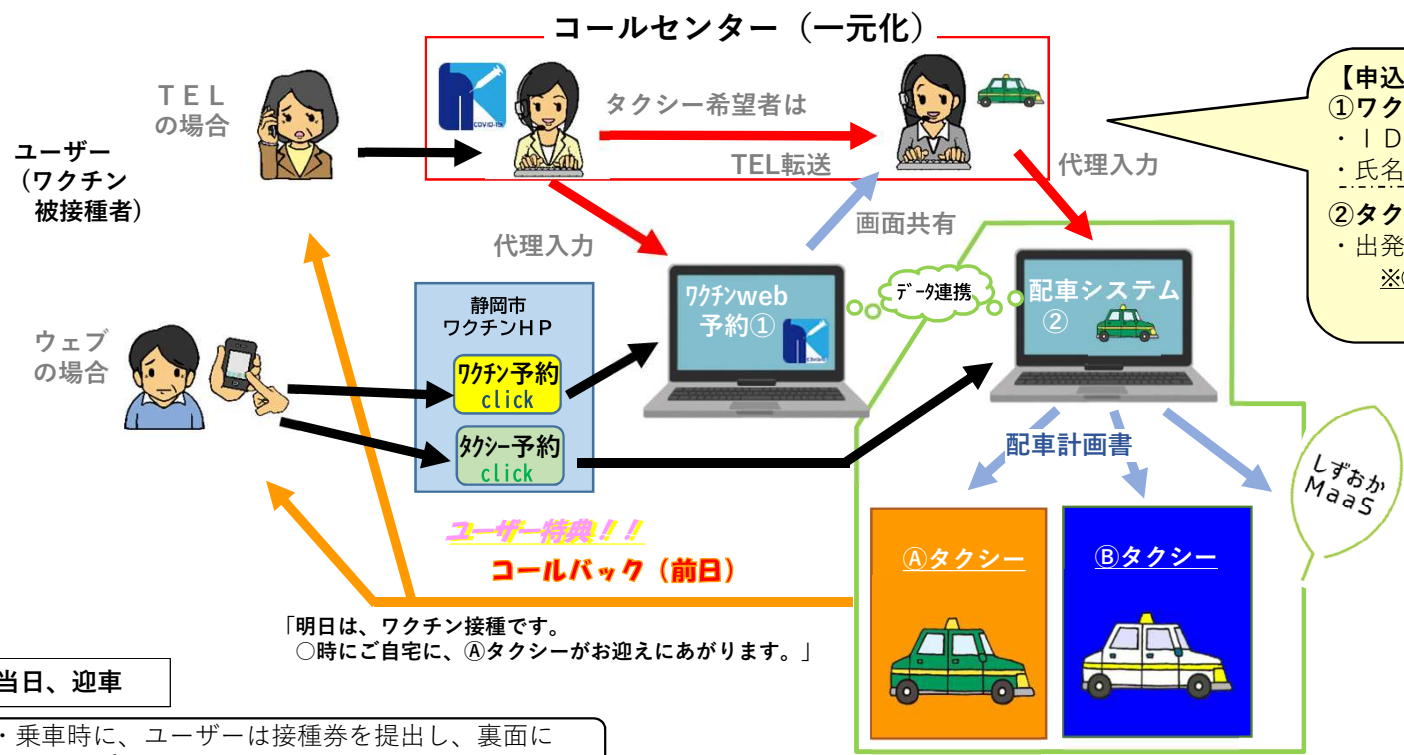 コールセンター（一元化）
ＴＥＬ
の場合
COVID-19
タクシー希望者は
TEL転送
代理入力
ユーザー
（ワクチン
被接種者）
代理入力
画面共有
【申込
①ワク
・ＩＤ
・氏名
②タク
・出発
※
静岡市
ワクチンＨＰ
ﾜｸﾁﾝweb
予約①
ﾃﾞｰﾀ連携
配車システム
②
ウェブ
の場合
ﾜｸﾁﾝ予約
click
ﾀｸｼｰ予約
click
配車計画書
しずおか
MaaS
ユーザー特典！！
コールバック（前日）
Ⓐタクシー
Ⓑタクシー
「明日は、ワクチン接種です。
○時にご自宅に、Ⓐタクシーがお迎えにあがります。」
当日、迎車
・乗車時に、ユーザーは接種券を提出し、裏面に